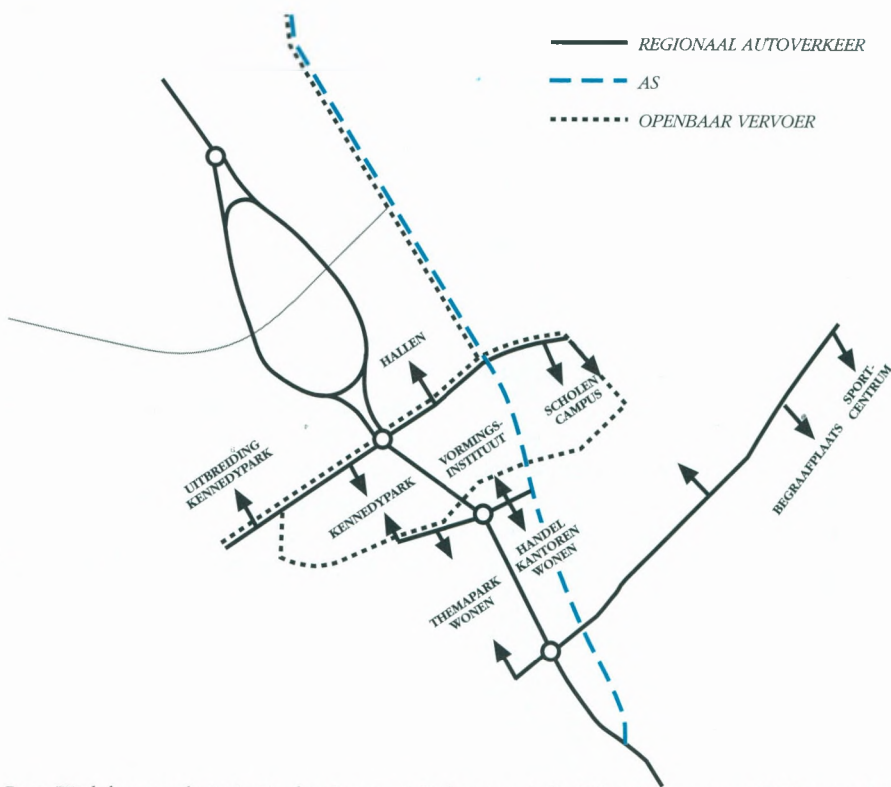 REGIONAAL AUTOVERKEER
AS
OPENBAAR VERVOER
HALLEN
SCHOLEN
CAMPUS
SPORT-
CENTRUM
BEGRAAFPLAATS
VORMINGS-
INSTITUUT
UITBREIDING
KENNEDYPARK
KENNEDYPARK
HANDEL
KANTOREN
WONEN
THEMAPARK
WONEN